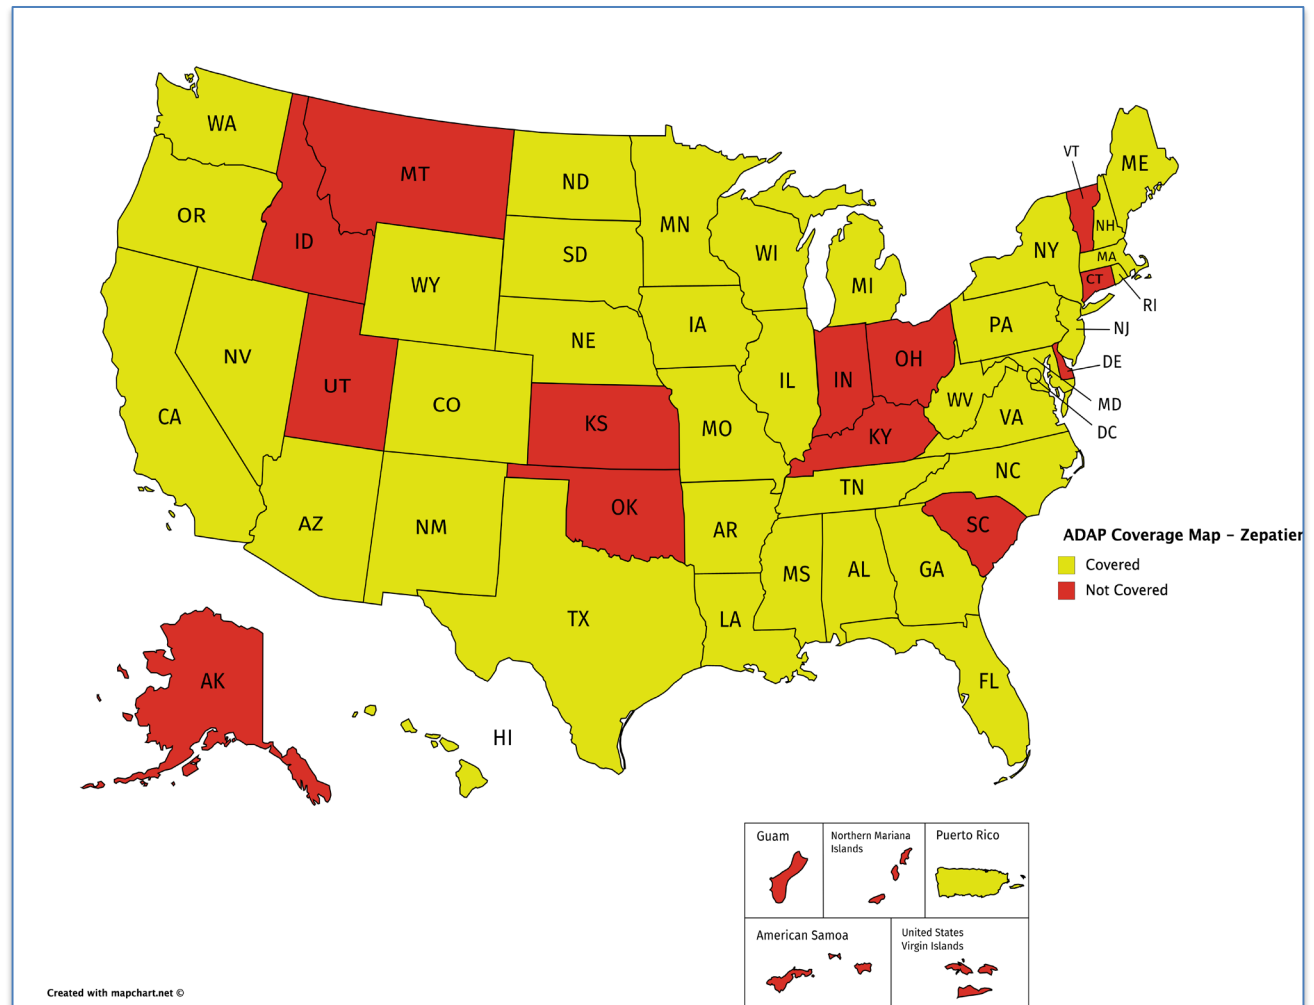 WA
MT
ND
MN
VT
ME
OR
ID
SD
WI
NH
NY
MA
WY
MI
CT
RI
IA
PA
NE
NJ
NV
OH
DE
UT
IN
IL
CO
WV
MD
CA
KS
MO
KY
VA
DC
NC
TN
AZ
NM
OK
AR
SC
MS
AL
GA
TX
LA
FL
AK
HI
ADAP Coverage Map – Zepatier
Covered
Not Covered
Guam
Northern Mariana
Islands
Puerto Rico
American Samoa
United States
Virgin Islands
Created with mapchart.net ©